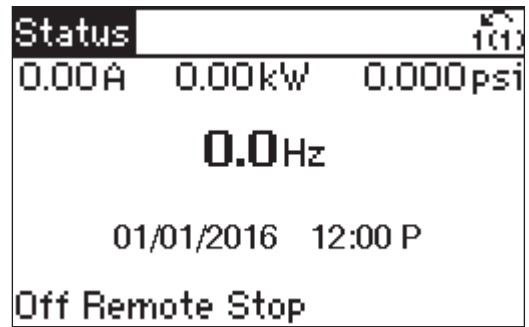 Status 1(1)
0.00A 0.00kW 0.000psi
0.0Hz
01/01/2016 12:00 P
Off Remote Stop